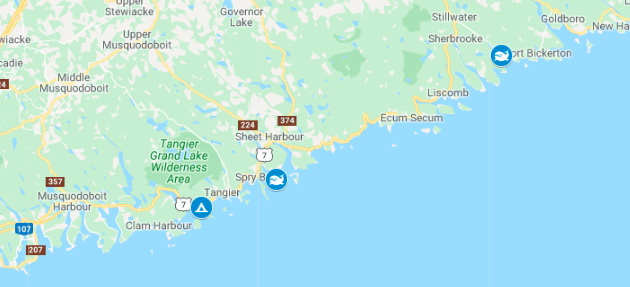 Upper
Stewiacke
Governor
Lake
Stillwater
Goldboro
New Ha
wiacke
Upper
Musquodoboit
Sherbrooke
ort Bickerton
cadie
24
Middle
Musquodoboit
Liscomb
374
224
Ecum Secum
Sheet Harbour
Tangier
Grand Lake
Wilderness
Area
7
357
Spry B
Tangier
Musquodoboit
Harbour
7
Clam Harbour
107
207